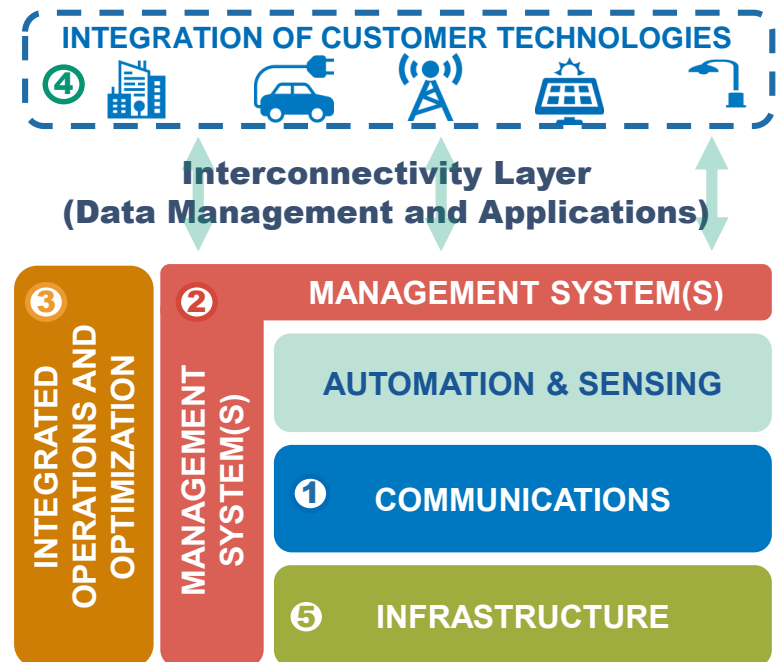 INTEGRATION OF CUSTOMER TECHNOLOGIES
4
Interconnectivity Layer
(Data Management and Applications)
3
INTEGRATED
OPERATIONS AND
OPTIMIZATION
2
MANAGEMENT SYSTEM(S)
MANAGEMENT
SYSTEM(S)
AUTOMATION & SENSING
1
COMMUNICATIONS
5
INFRASTRUCTURE